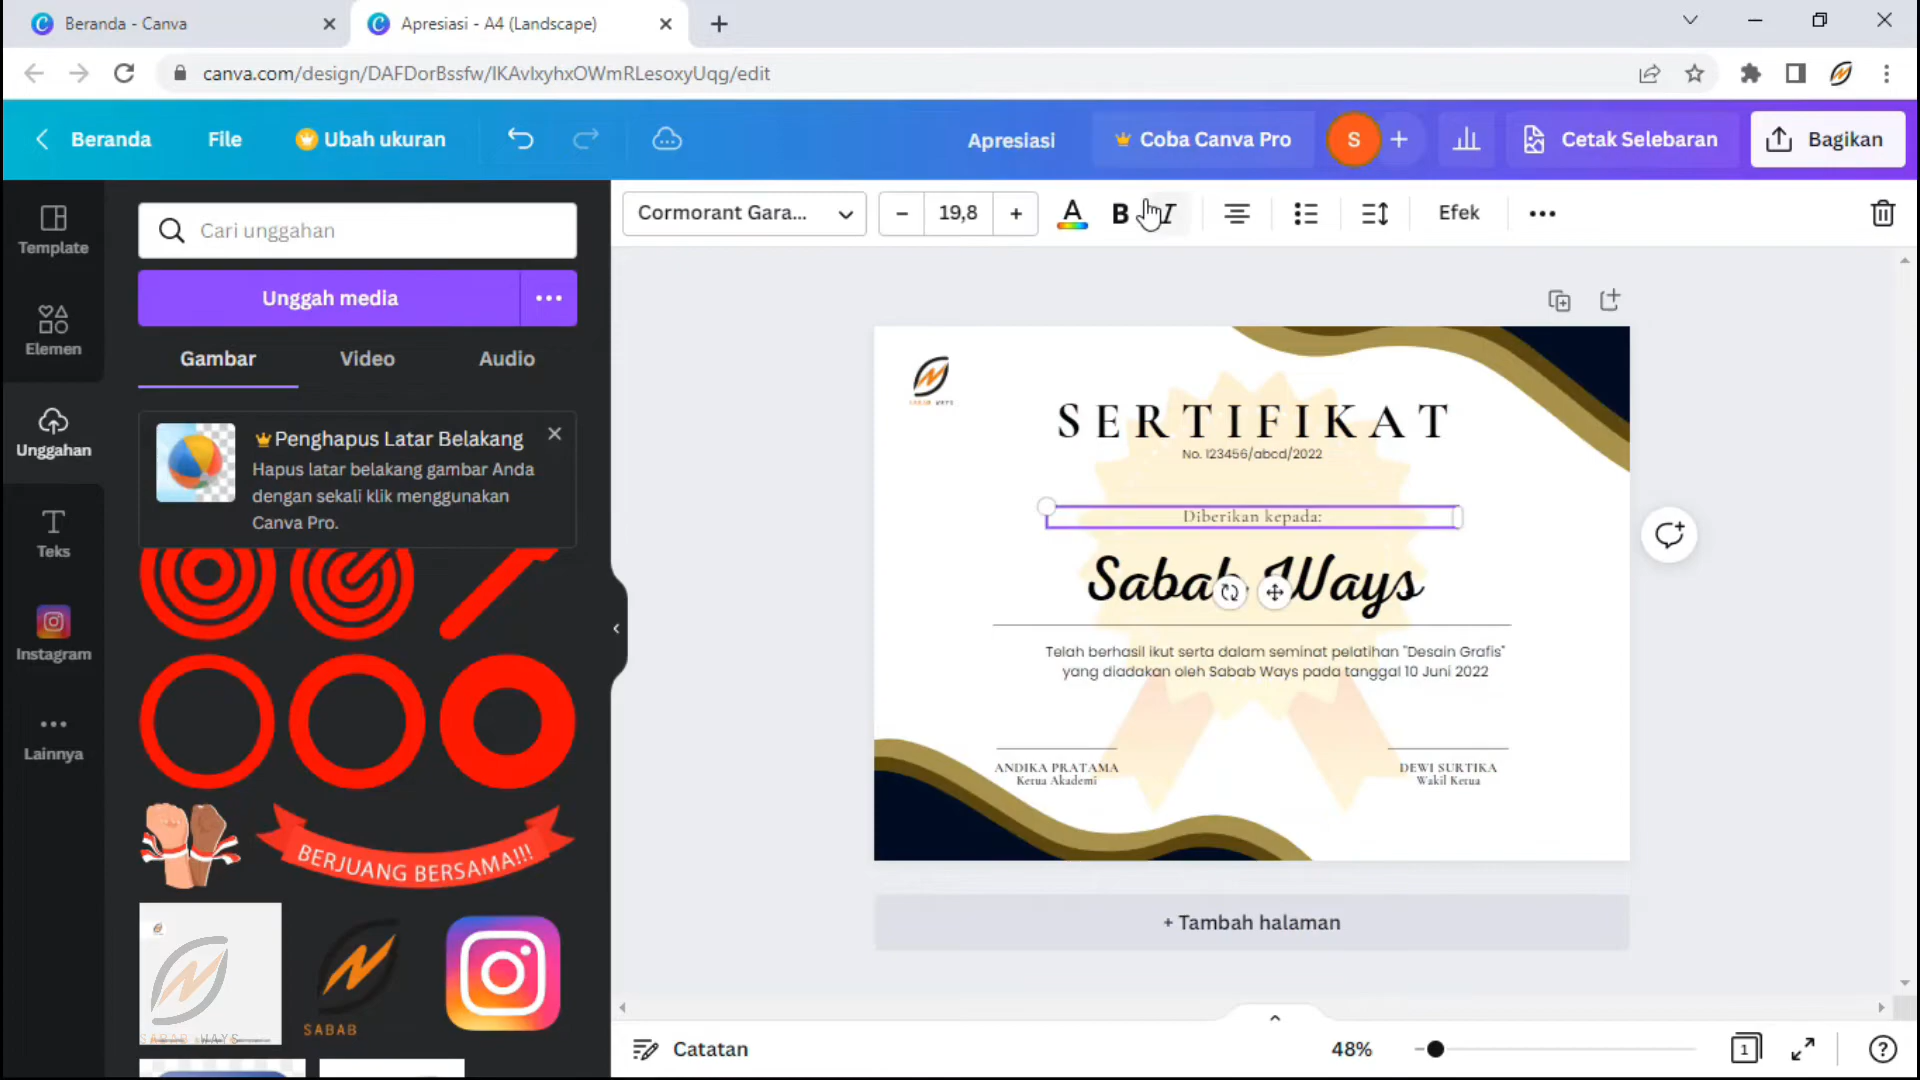 Beranda - Canva
Apresiasi - A4 (Landscape)
canva.com/design/DAFDorBssfw/IKAvlxyhxOWmRLesoxyUqg/edit
Beranda
File
Ubah ukuran
Apresiasi
Coba Canva Pro
S
Cetak Selebaran
Bagikan
Template
Elemen
Unggahan
Teks
Instagram
Lainnya
Cari unggahan
Unggah media
Gambar
Video
Audio
Penghapus Latar Belakang
Hapus latar belakang gambar Anda
dengan sekali klik menggunakan
Canva Pro.
BERJUANG BERSAMA!!!
SABAB WAYS
SABAB
Cormorant Gara...
19,8
A
B
I
Efek
SABAB WAYS
SERTIFIKAT
No. 123456/abcd/2022
Diberikan kepada:
Sabab Ways
Telah berhasil ikut serta dalam seminat pelatihan "Desain Grafis"
yang diadakan oleh Sabab Ways pada tanggal 10 Juni 2022
ANDIKA PRATAMA
Ketua Akademi
DEWI SURTIKA
Wakil Ketua
+ Tambah halaman
Catatan
48%
1